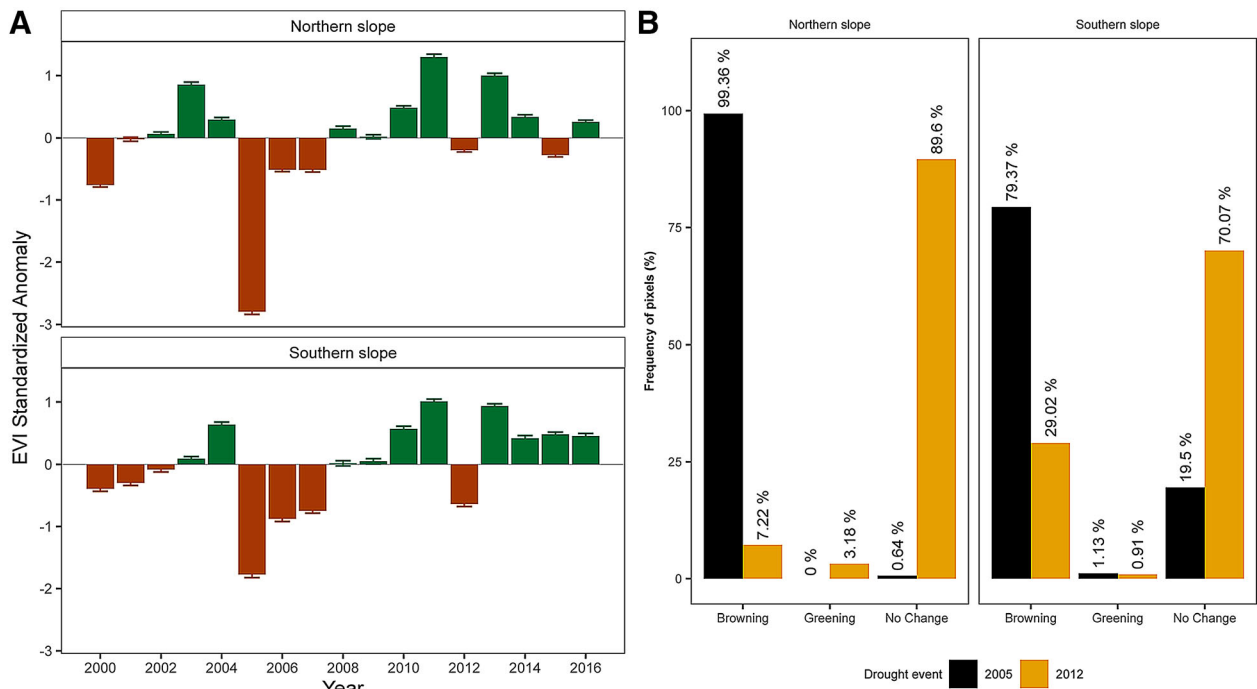 A
Northern slope
1
0
-1
-2
-3
Southern slope
1
0
-1
-2
-3
EVI Standardized Anomaly
2000 2002 2004 2006 2008 2010 2012 2014 2016
Year
B
Northern slope
Southern slope
Frequency of pixels (%)
100
75
50
25
0
99.36 %
7.22 %
0 %
3.18 %
0.64 %
89.6 %
79.37 %
29.02 %
1.13 %
0.91 %
19.5 %
70.07 %
Browning Greening No Change
Browning Greening No Change
Drought event 2005 2012